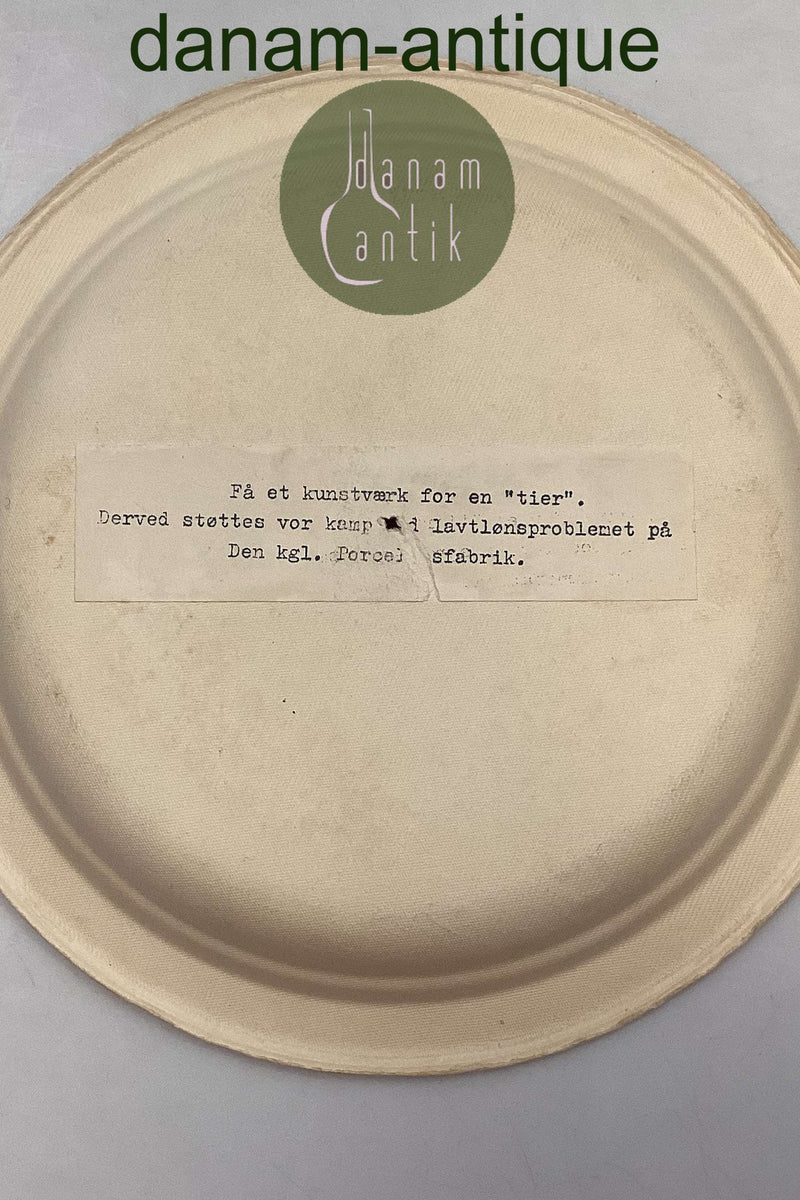 danam-antique
danam
antik
Få et kunstværk for en "tier".
Derved støttes vor kamp lavtlønsproblemet på
Den kgl. Porcel sfabrik.